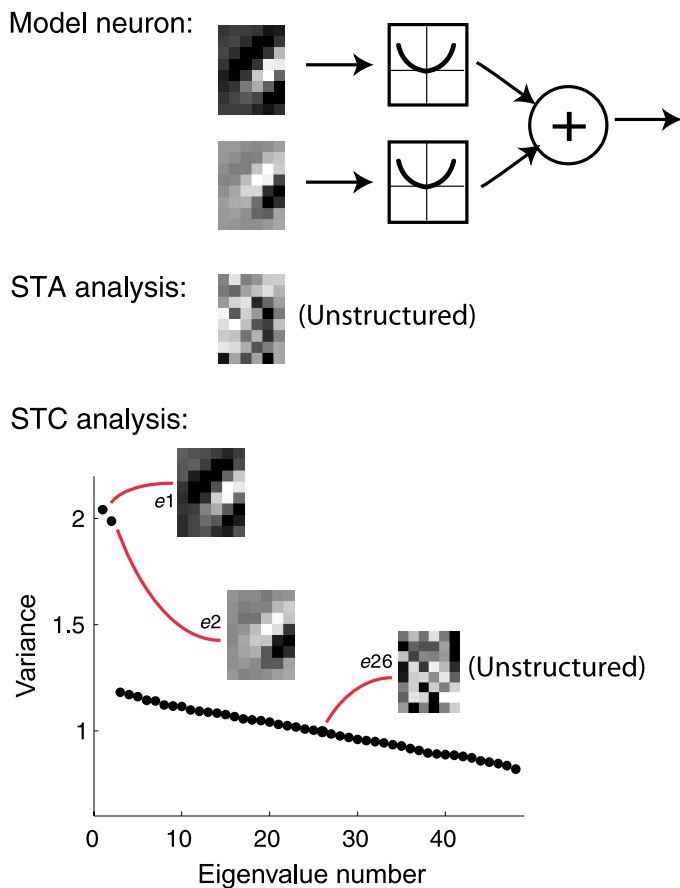 Model neuron:
+
STA analysis:
(Unstructured)
STC analysis:
e1
2
e2
1.5
e26
(Unstructured)
Variance
1
0
10
20
30
40
Eigenvalue number